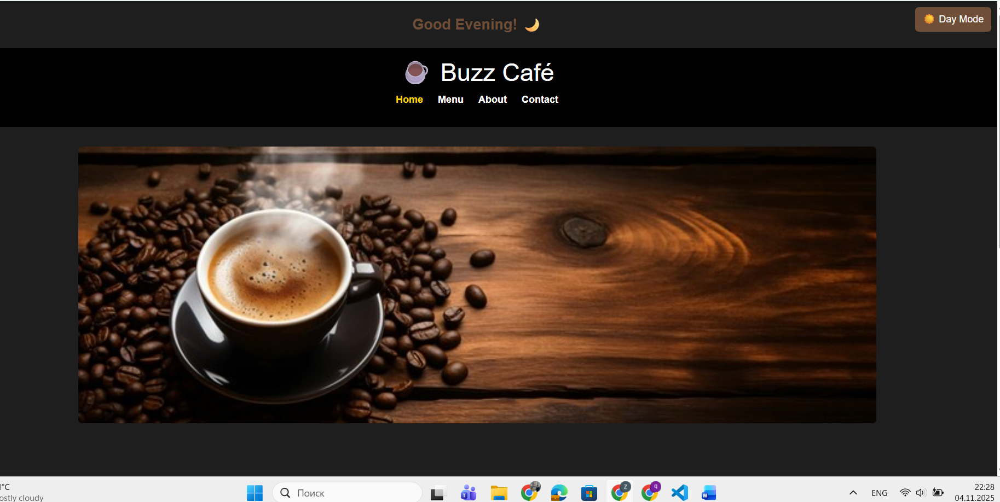 Good Evening! 🌙
Day Mode
Buzz Café
Home Menu About Contact
°C
ostly cloudy
Поиск
ENG
22:28
04.11.2025